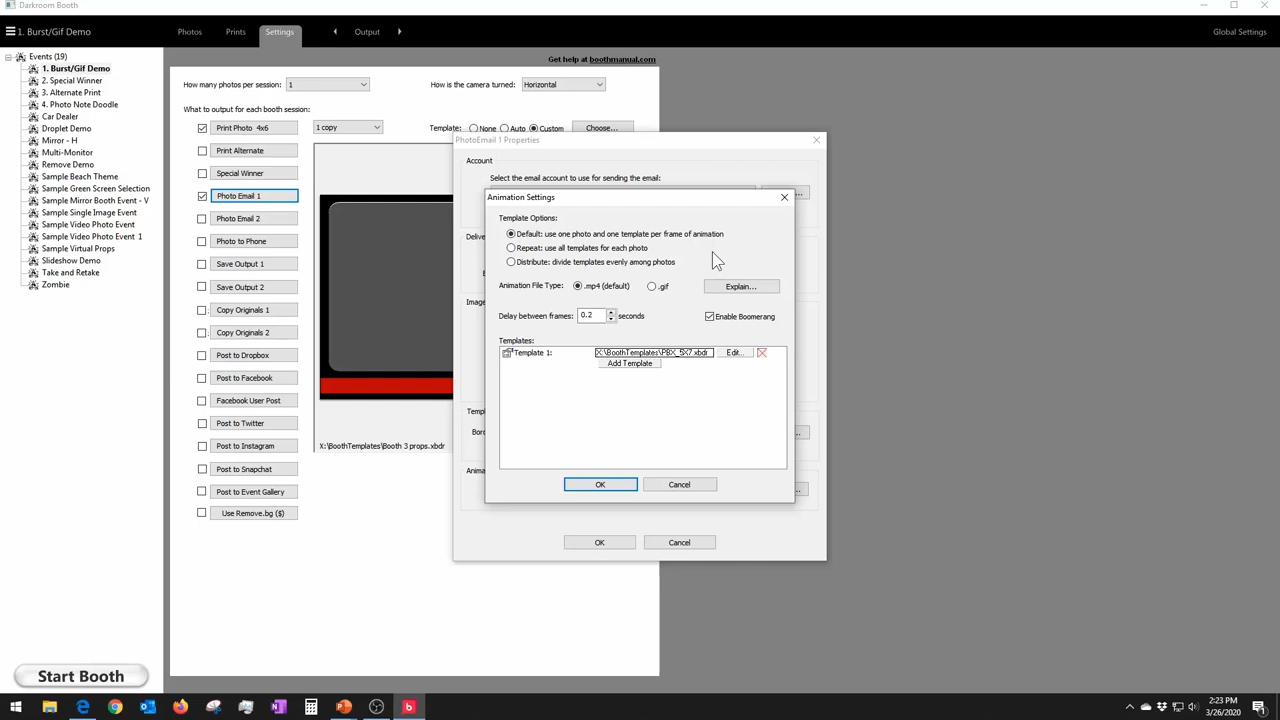 Darkroom Booth
1. Burst/Gif Demo
Photos
Prints
Settings
Output
Global Settings
Events (19)
1. Burst/Gif Demo
2. Special Winner
3. Alternate Print
4. Photo Note Doodle
Car Dealer
Droplet Demo
Mirror - H
Multi-Monitor
Remove Demo
Sample Beach Theme
Sample Green Screen Selection
Sample Mirror Booth Event - V
Sample Single Image Event
Sample Video Photo Event
Sample Video Photo Event 1
Sample Virtual Props
Slideshow Demo
Take and Retake
Zombie
Start Booth
Get help at boothmanual.com
How many photos per session: 1
How is the camera turned: Horizontal
What to output for each booth session:
Print Photo 4x6
1 copy
Template: None Auto Custom Choose...
Print Alternate
Special Winner
Photo Email 1
Photo Email 2
Photo to Phone
Save Output 1
Save Output 2
Copy Originals 1
Copy Originals 2
Post to Dropbox
Post to Facebook
Facebook User Post
Post to Twitter
Post to Instagram
Post to Snapchat
Post to Event Gallery
Use Remove.bg ($)
X:\BoothTemplates\Booth 3 props.xbdr
PhotoEmail 1 Properties
Account
Select the email account to use for sending the email:
Animation Settings
Template Options:
Default: use one photo and one template per frame of animation
Repeat: use all templates for each photo
Distribute: divide templates evenly among photos
Animation File Type: .mp4 (default) .gif Explain...
Delay between frames: 0.2 seconds Enable Boomerang
Templates:
Template 1: X:\BoothTemplates\PBX_5X7.xbdr Edit...
Add Template
OK Cancel
OK Cancel
2:23 PM
3/26/2020